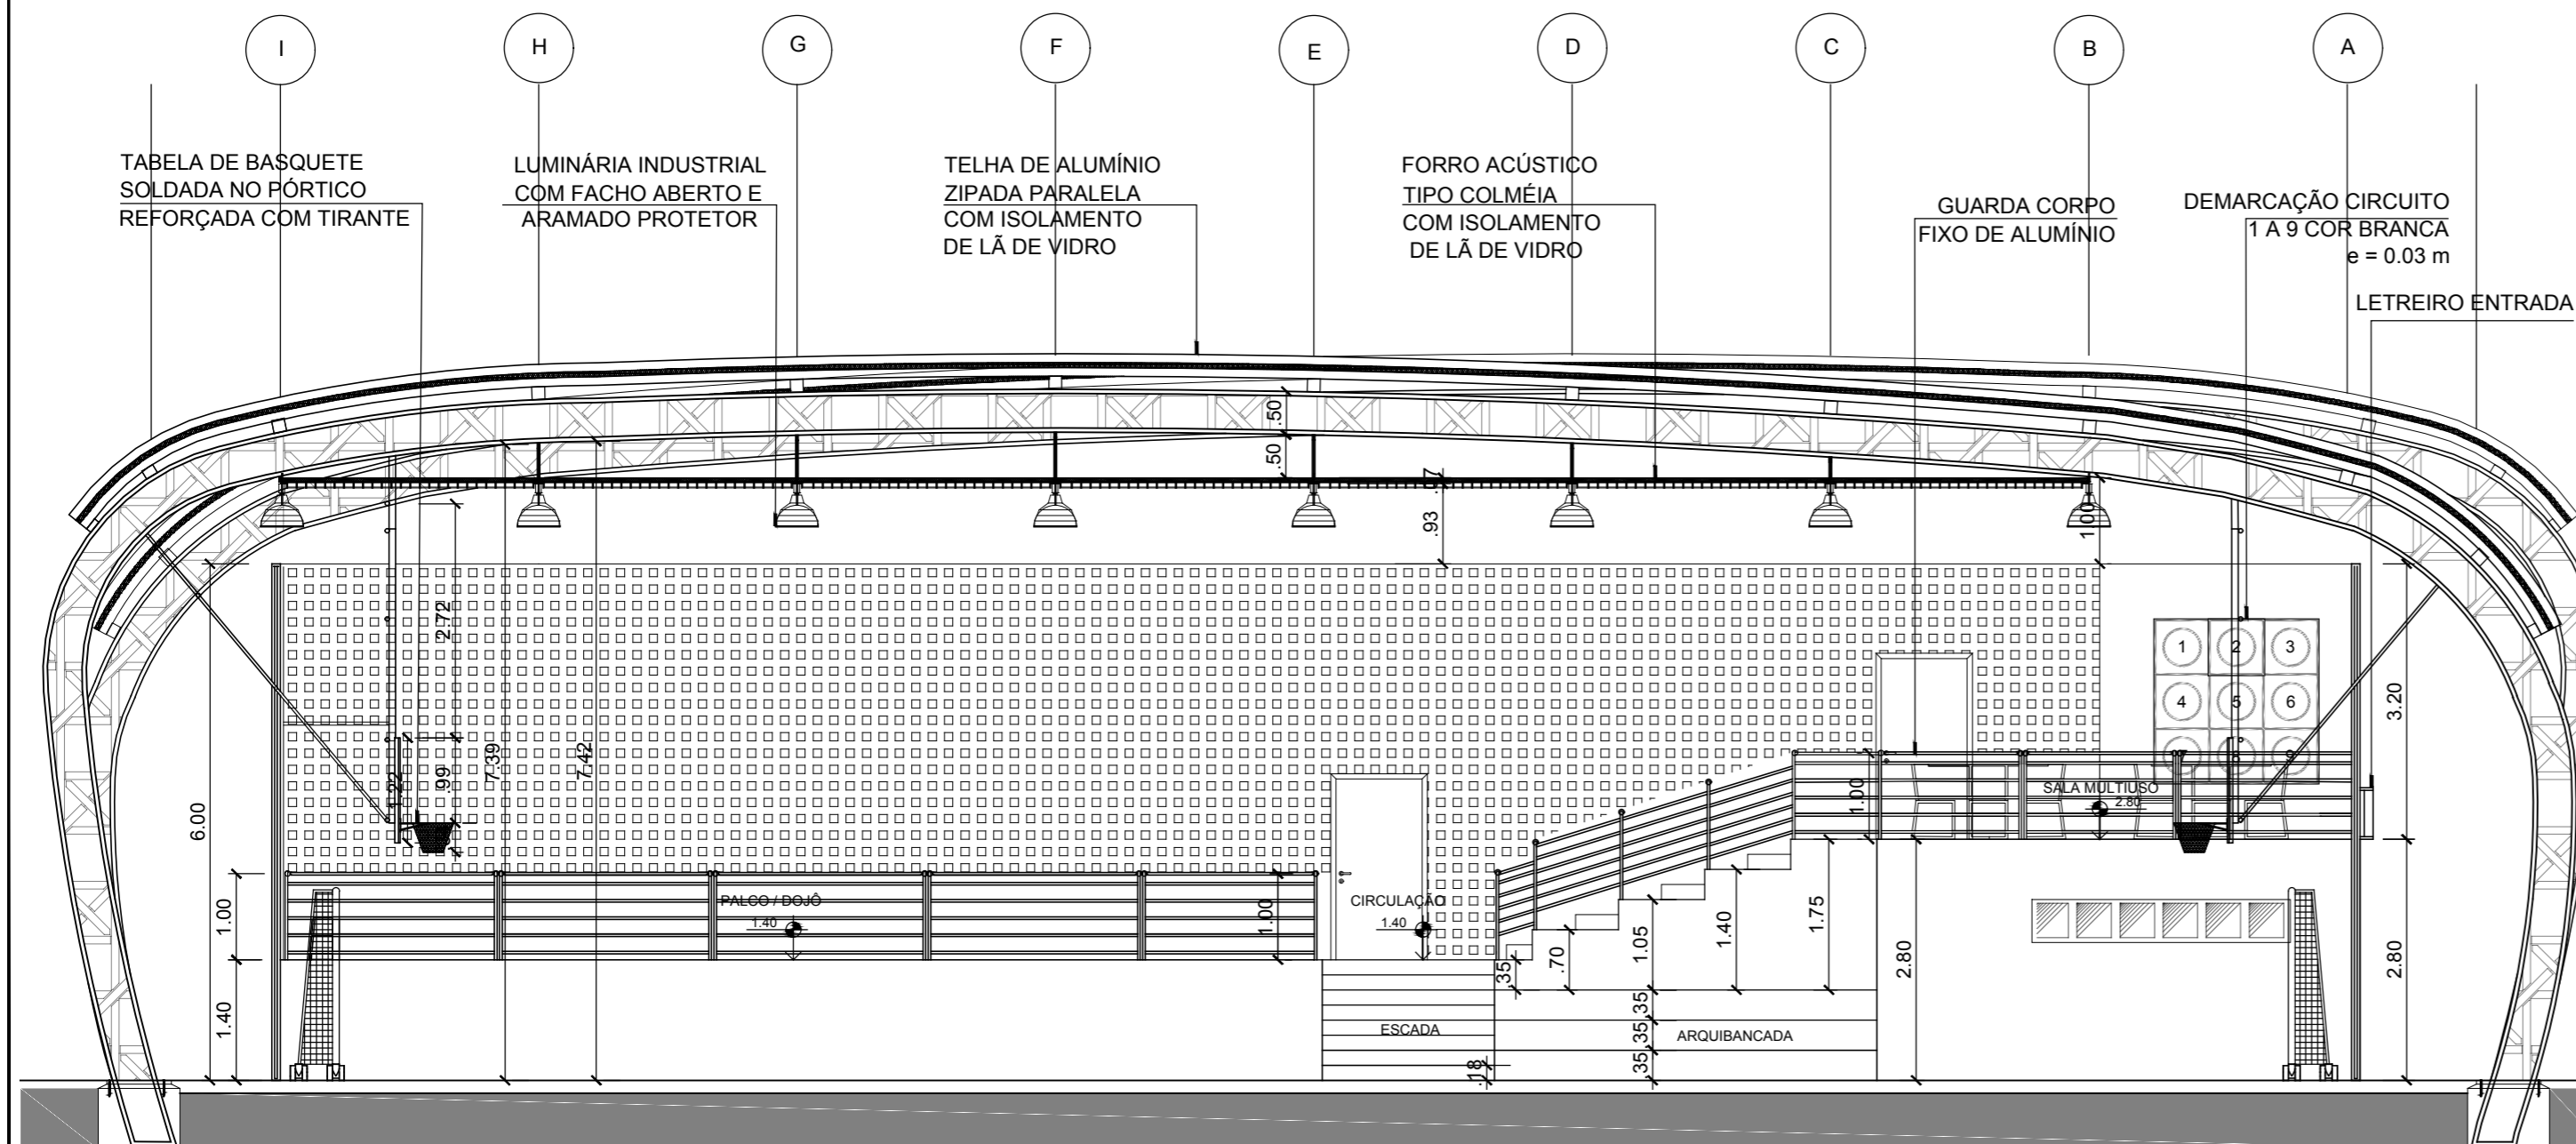 I
H
G
F
E
D
C
B
A
TABELA DE BASQUETE
SOLDADA NO PÓRTICO
REFORÇADA COM TIRANTE
LUMINÁRIA INDUSTRIAL
COM FACHO ABERTO E
ARAMADO PROTETOR
TELHA DE ALUMÍNIO
ZIPADA PARALELA
COM ISOLAMENTO
DE LÃ DE VIDRO
FORRO ACÚSTICO
TIPO COLMÉIA
COM ISOLAMENTO
DE LÃ DE VIDRO
GUARDA CORPO
FIXO DE ALUMÍNIO
DEMARCAÇÃO CIRCUITO
1 A 9 COR BRANCA
e = 0.03 m
LETREIRO ENTRADA
.50
.50
.93
1.00
2.72
1.22
.99
7.39
7.42
6.00
1.00
1.40
1 2 3
4 5 6
7 8 9
3.20
2.80
PALCO / DOJÔ
1.40
1.00
CIRCULAÇÃO
1.40
SALA MULTIUSO
2.80
1.00
.35
.70
1.05
1.40
1.75
2.80
.35
.35
.35
.18
ESCADA
ARQUIBANCADA